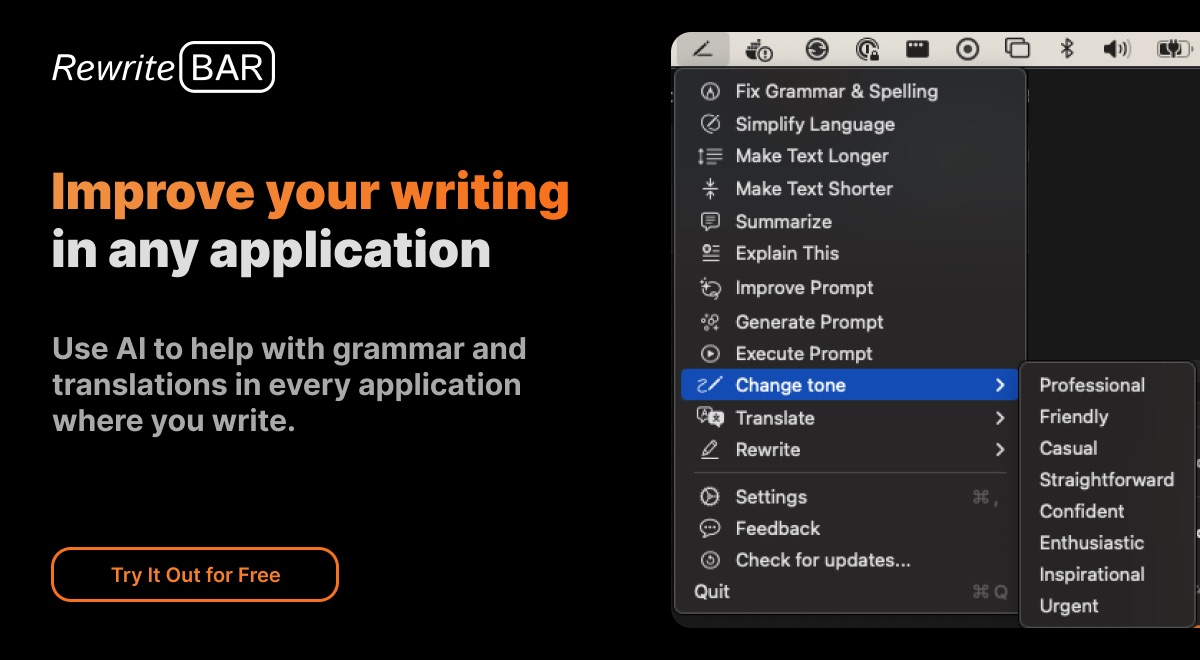 Rewrite BAR
Improve your writing
in any application
Use AI to help with grammar and
translations in every application
where you write.
Try It Out for Free
Fix Grammar & Spelling
Simplify Language
Make Text Longer
Make Text Shorter
Summarize
Explain This
Improve Prompt
Generate Prompt
Execute Prompt
Change tone
Translate
Rewrite
Settings ⌘ ,
Feedback
Check for updates...
Quit ⌘ Q
Professional
Friendly
Casual
Straightforward
Confident
Enthusiastic
Inspirational
Urgent